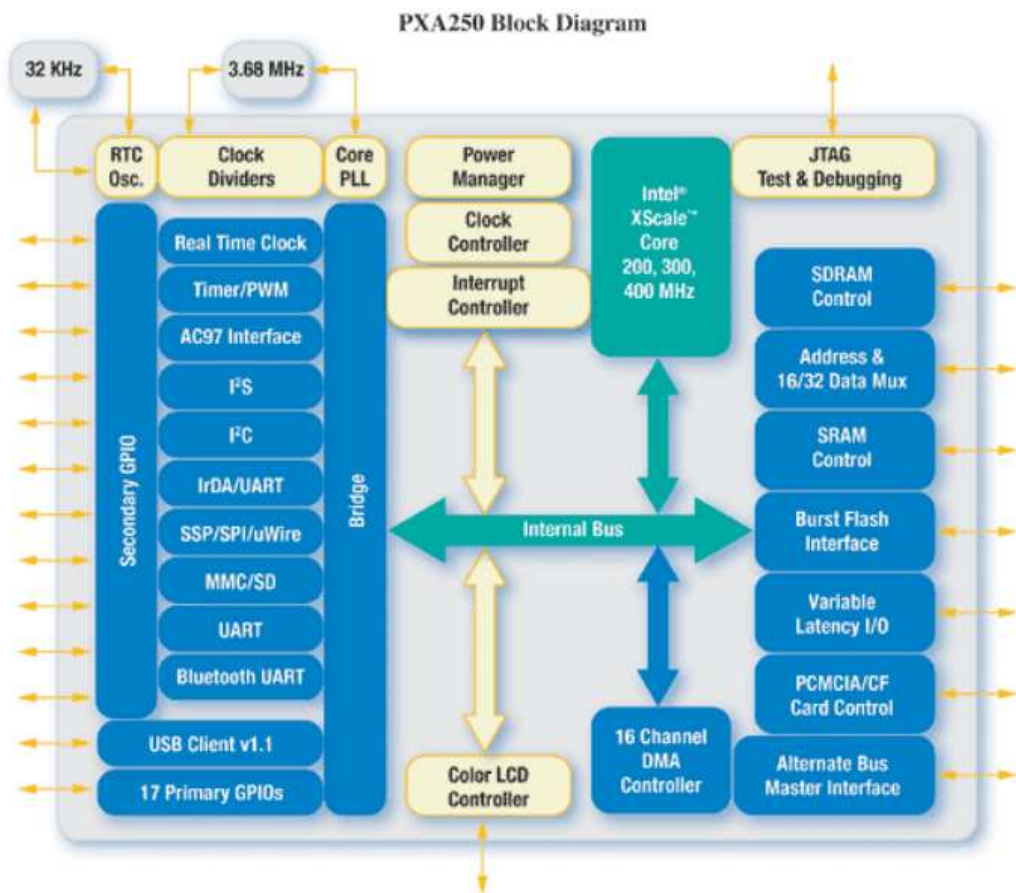 PXA250 Block Diagram
32 KHz
3.68 MHz
RTC
Osc.
Clock
Dividers
Core
PLL
Power
Manager
Clock
Controller
Interrupt
Controller
Intel®
XScale™
Core
200, 300,
400 MHz
JTAG
Test & Debugging
Secondary GPIO
Real Time Clock
Timer/PWM
AC97 Interface
I²S
I²C
IrDA/UART
SSP/SPI/uWire
MMC/SD
UART
Bluetooth UART
USB Client v1.1
17 Primary GPIOs
Bridge
Internal Bus
Color LCD
Controller
16 Channel
DMA
Controller
SDRAM
Control
Address &
16/32 Data Mux
SRAM
Control
Burst Flash
Interface
Variable
Latency I/O
PCMCIA/CF
Card Control
Alternate Bus
Master Interface